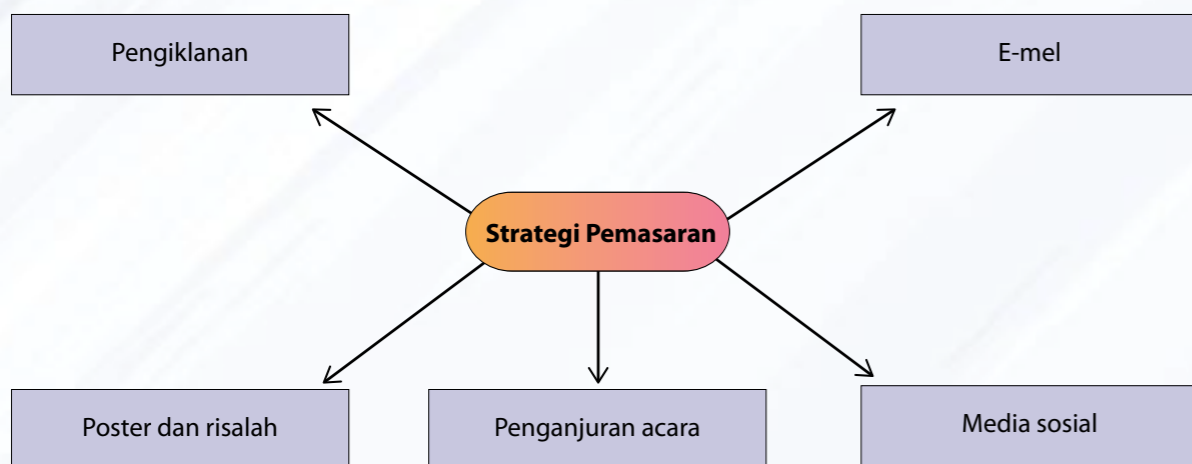 Pengiklanan
E-mel
Strategi Pemasaran
Poster dan risalah
Penganjuran acara
Media sosial